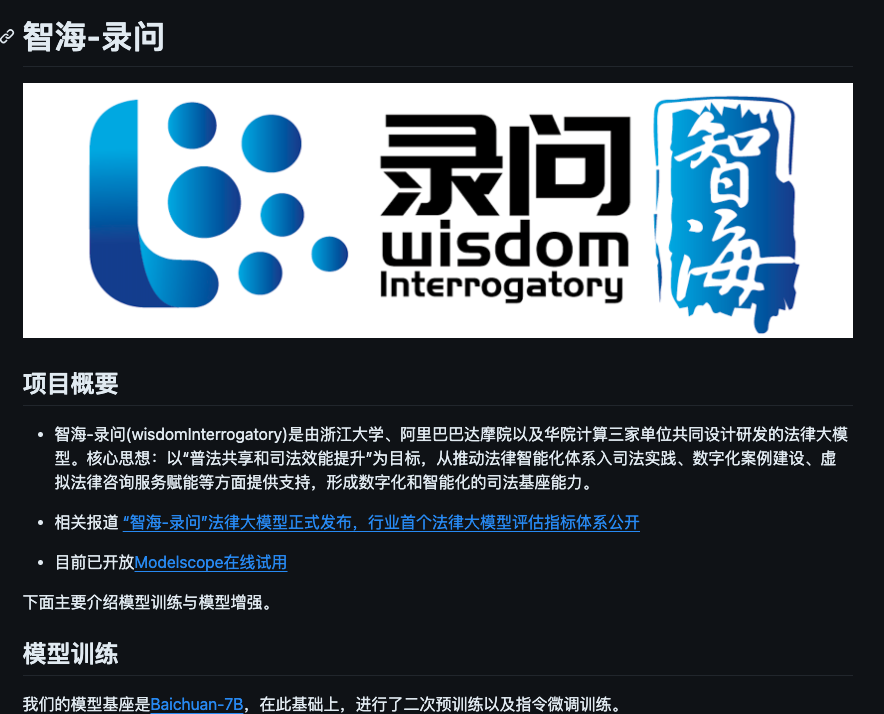 智海-录问
录问
wisdom
Interrogatory
智海
项目概要
• 智海-录问(wisdomInterrogatory)是由浙江大学、阿里巴巴达摩院以及华院计算三家单位共同设计研发的法律大模
型。核心思想：以“普法共享和司法效能提升”为目标，从推动法律智能化体系入司法实践、数字化案例建设、虚
拟法律咨询服务赋能等方面提供支持，形成数字化和智能化的司法基座能力。
• 相关报道 “智海-录问”法律大模型正式发布，行业首个法律大模型评估指标体系公开
• 目前已开放Modelscope在线试用
下面主要介绍模型训练与模型增强。
模型训练
我们的模型基座是Baichuan-7B，在此基础上，进行了二次预训练以及指令微调训练。